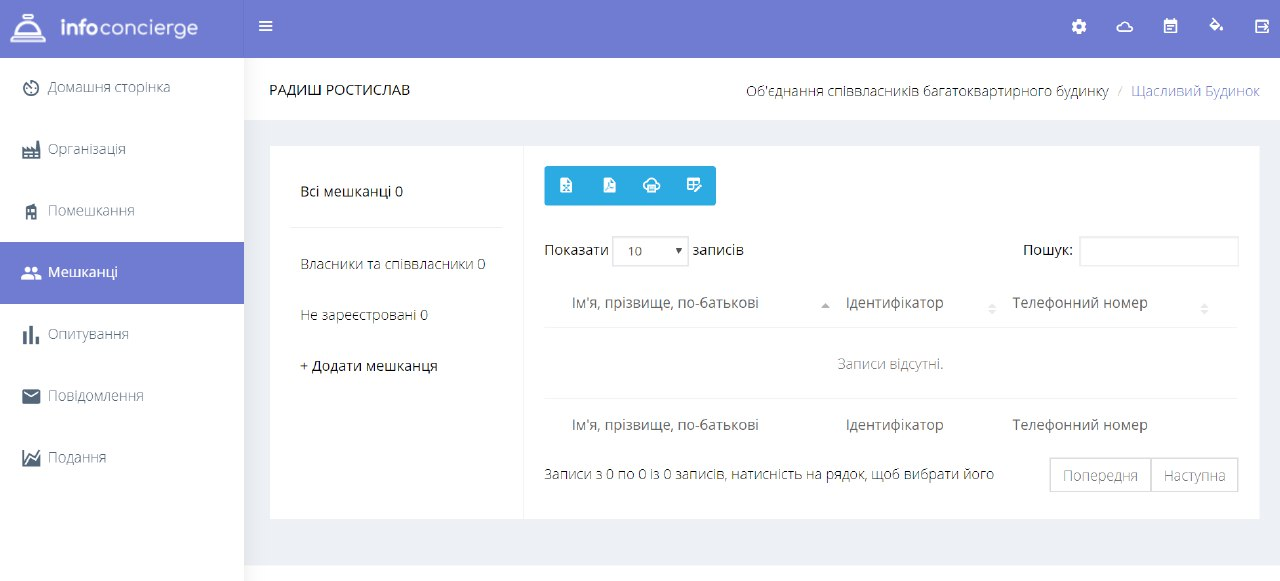 infoconcierge
Домашня сторінка
Організація
Помешкання
Мешканці
Опитування
Повідомлення
Подання
РАДИШ РОСТИСЛАВ
Об'єднання співвласників багатоквартирного будинку / Щасливий Будинок
Всі мешканці 0
Власники та співвласники 0
Не зареєстровані 0
+ Додати мешканця
Показати 10 записів
Пошук:
Ім'я, прізвище, по-батькові Ідентифікатор Телефонний номер
Записи відсутні.
Ім'я, прізвище, по-батькові Ідентифікатор Телефонний номер
Записи з 0 по 0 із 0 записів, натисність на рядок, щоб вибрати його
Попередня Наступна